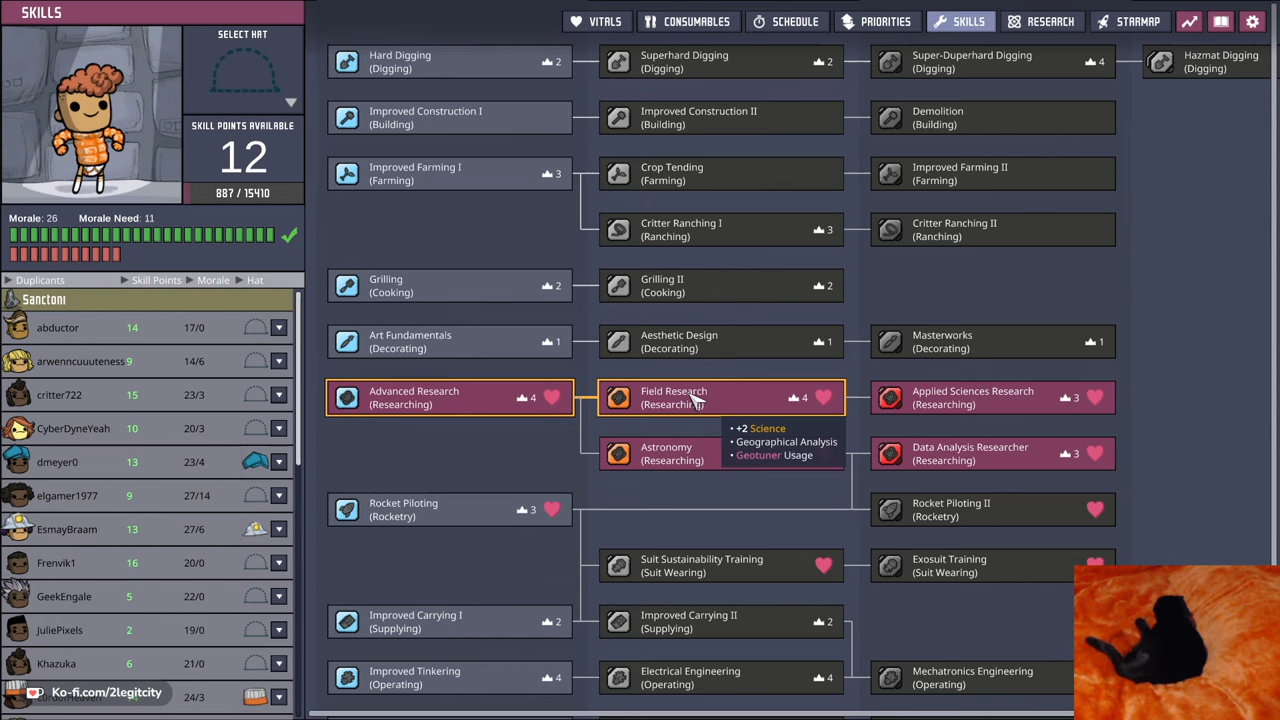 SKILLS
VITALS
CONSUMABLES
SCHEDULE
PRIORITIES
SKILLS
RESEARCH
STARMAP
SELECT HAT
SKILL POINTS AVAILABLE
12
887 / 15410
Morale: 26 Morale Need: 11
Duplicants Skill Points Morale Hat
Sanctoni
abductor 14 17/0
arwenncuuuteness 9 14/6
critter722 15 23/3
CyberDyneYeah 10 20/3
dmeyer0 13 23/4
elgamer1977 9 27/14
EsmayBraam 13 27/6
Frenvik1 16 20/0
GeekEngale 5 22/0
JuliePixels 2 19/0
Khazuka 6 21/0
24/3
Ko-fi.com/2legitcity
Hard Digging
(Digging)
2
Superhard Digging
(Digging)
2
Super-Duperhard Digging
(Digging)
4
Hazmat Digging
(Digging)
Improved Construction I
(Building)
Improved Construction II
(Building)
Demolition
(Building)
Improved Farming I
(Farming)
3
Crop Tending
(Farming)
Improved Farming II
(Farming)
Critter Ranching I
(Ranching)
3
Critter Ranching II
(Ranching)
Grilling
(Cooking)
2
Grilling II
(Cooking)
2
Art Fundamentals
(Decorating)
1
Aesthetic Design
(Decorating)
1
Masterworks
(Decorating)
1
Advanced Research
(Researching)
4
Field Research
(Researching)
4
Applied Sciences Research
(Researching)
3
• +2 Science
• Geographical Analysis
• Geotuner Usage
Astronomy
(Researching)
Data Analysis Researcher
(Researching)
3
Rocket Piloting
(Rocketry)
3
Rocket Piloting II
(Rocketry)
Suit Sustainability Training
(Suit Wearing)
Exosuit Training
(Suit Wearing)
Improved Carrying I
(Supplying)
2
Improved Carrying II
(Supplying)
2
Improved Tinkering
(Operating)
4
Electrical Engineering
(Operating)
4
Mechatronics Engineering
(Operating)